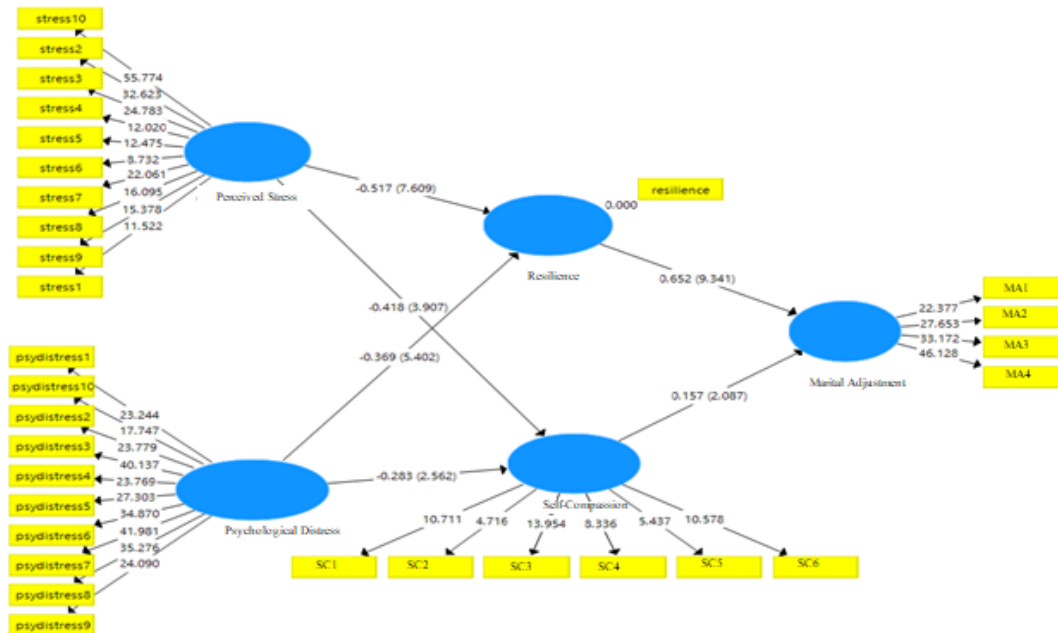 stress10
stress2
stress3
stress4
stress5
stress6
stress7
stress8
stress9
stress1
55.774
32.623
24.783
12.020
12.475
8.732
22.061
16.095
15.378
11.522
Perceived Stress
-0.517 (7.609)
resilience
0.000
Resilience
-0.418 (3.907)
-0.369 (5.402)
0.652 (9.341)
MA1
MA2
MA3
MA4
22.377
27.653
33.172
46.128
Marital Adjustment
0.157 (2.087)
psydistress1
psydistress10
psydistress2
psydistress3
psydistress4
psydistress5
psydistress6
psydistress7
psydistress8
psydistress9
23.244
17.747
23.779
40.137
23.769
27.303
34.870
41.981
35.276
24.090
Psychological Distress
-0.283 (2.562)
Self-Compassion
10.711
4.716
13.954
8.336
5.437
10.578
SC1
SC2
SC3
SC4
SC5
SC6